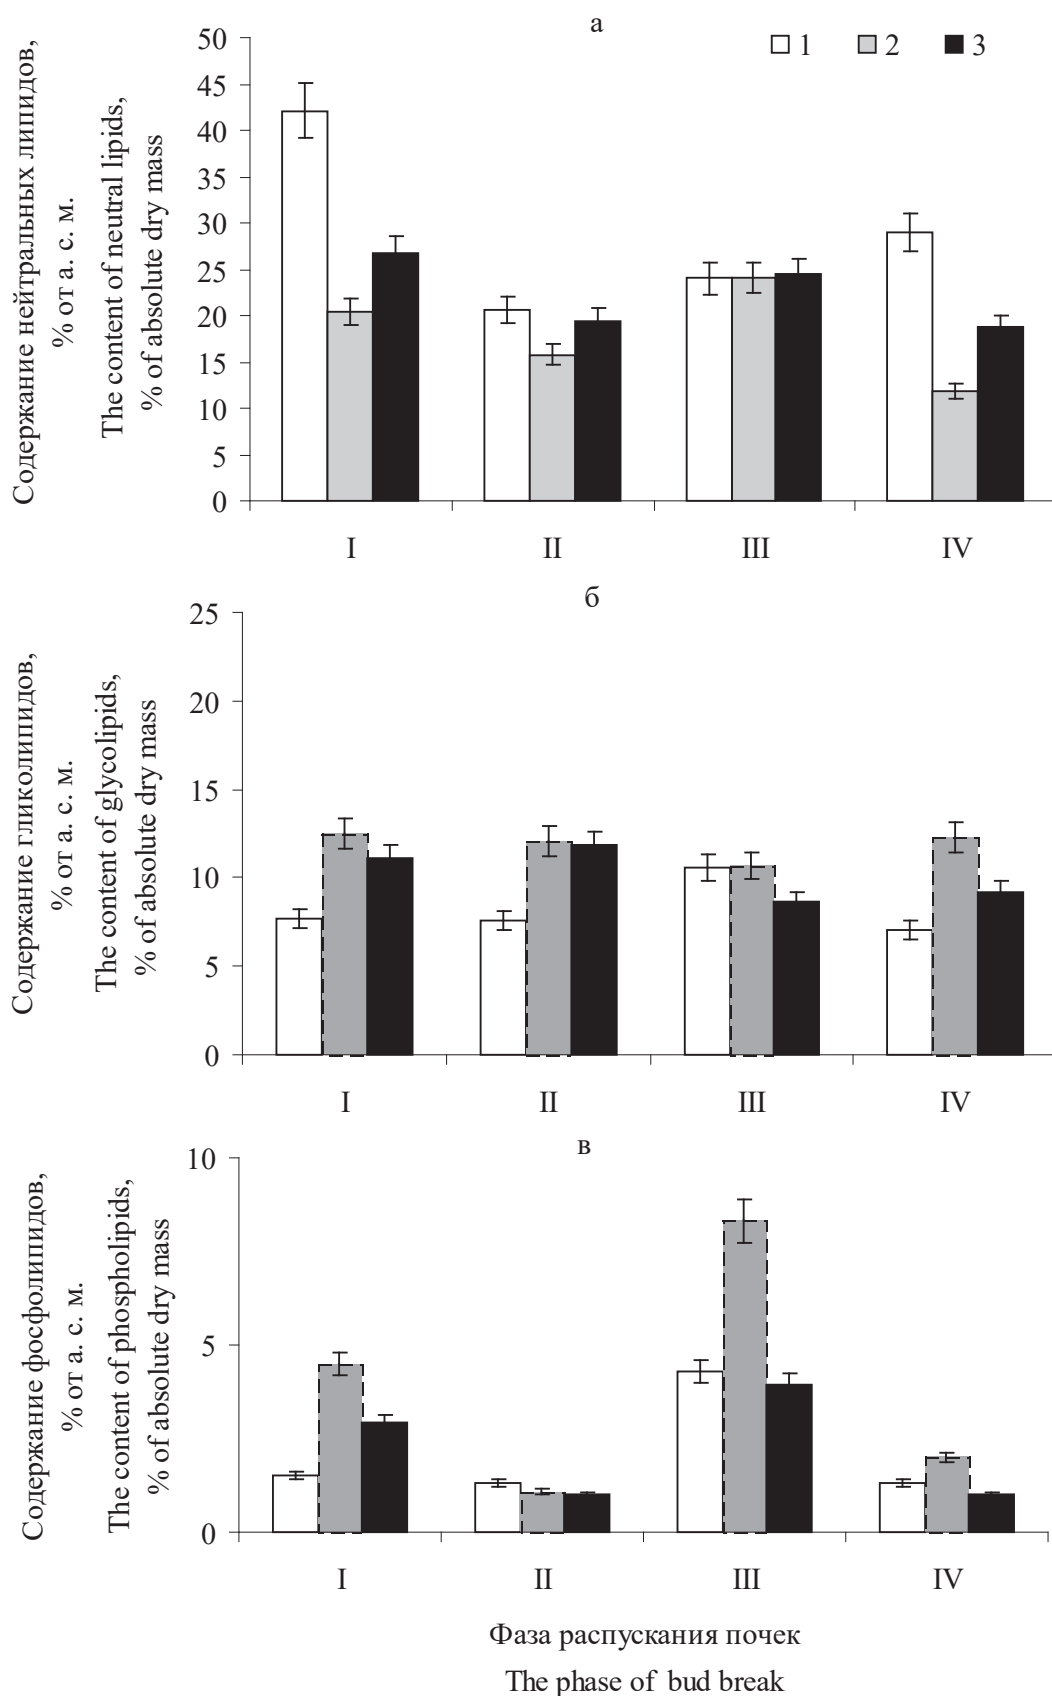 а
1 2 3
Содержание нейтральных липидов,
% от а. с. м.
The content of neutral lipids,
% of absolute dry mass
50
45
40
35
30
25
20
15
10
5
0
I II III IV
б
Содержание гликолипидов,
% от а. с. м.
The content of glycolipids,
% of absolute dry mass
25
20
15
10
5
0
I II III IV
в
Содержание фосфолипидов,
% от а. с. м.
The content of phospholipids,
% of absolute dry mass
10
5
0
I II III IV
Фаза распускания почек
The phase of bud break